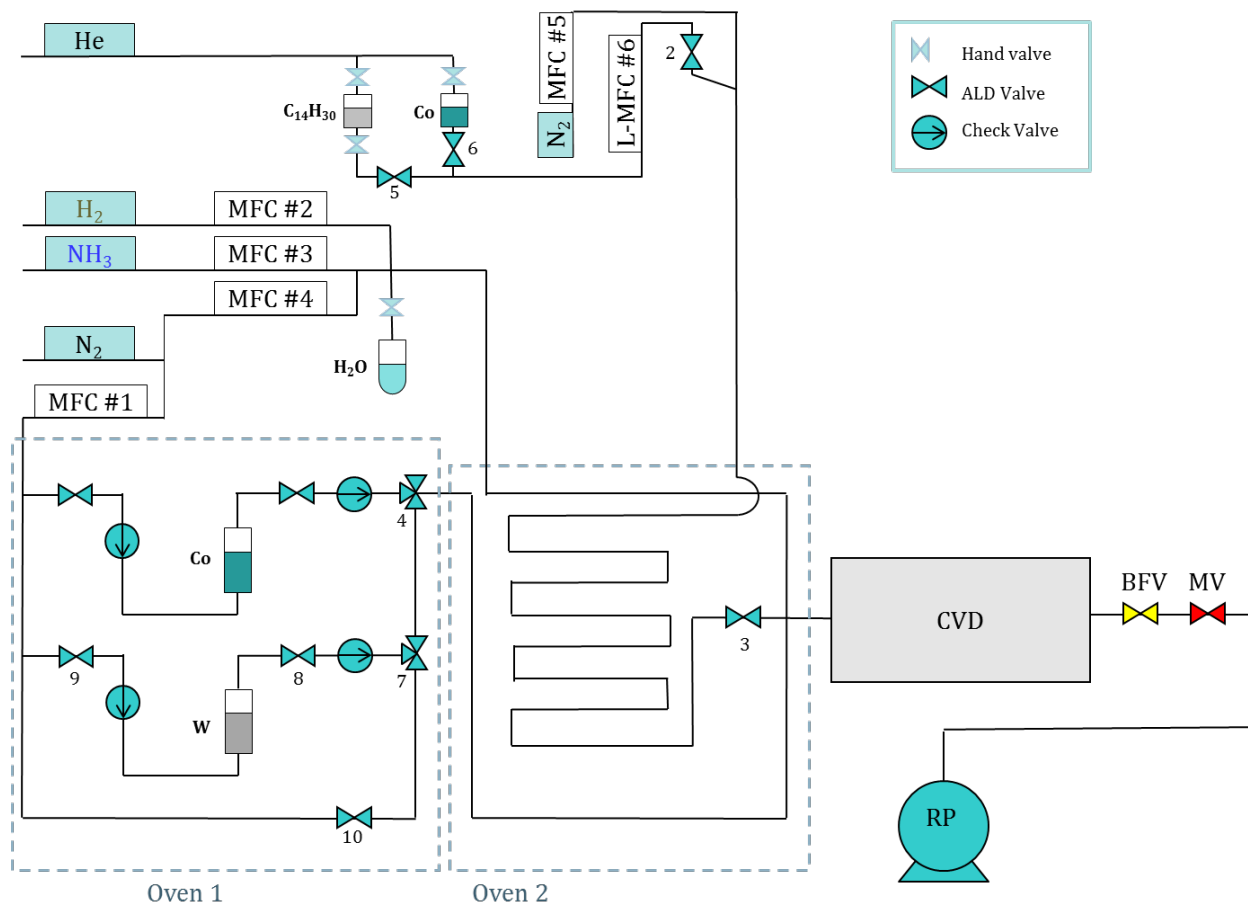 He
C₁₄H₃₀
Co
6
5
N₂
MFC #5
L-MFC #6
2
Hand valve
ALD Valve
Check Valve
H₂
MFC #2
NH₃
MFC #3
MFC #4
N₂
H₂O
MFC #1
Co
4
9
8
7
W
10
3
CVD
BFV
MV
RP
Oven 1
Oven 2